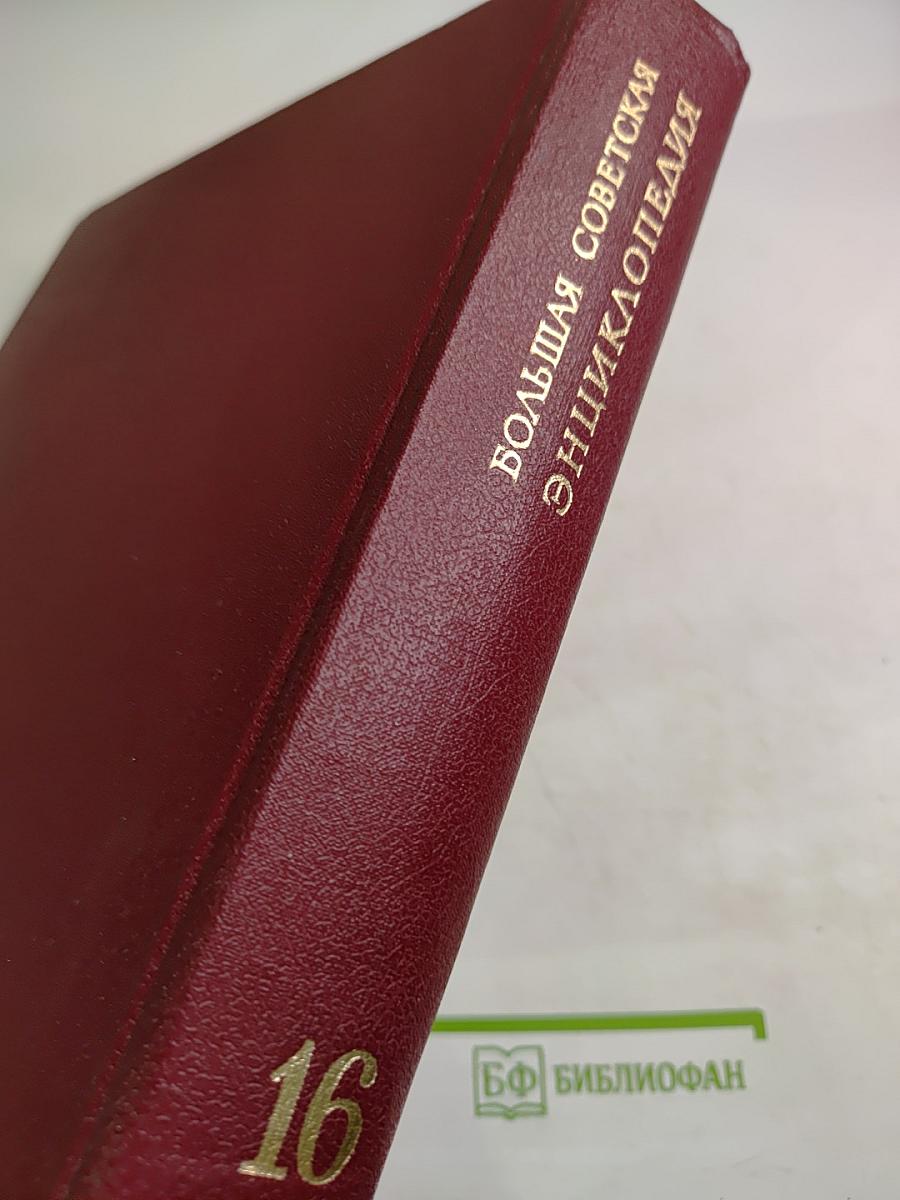 БОЛЬШАЯ СОВЕТСКАЯ
ЭНЦИКЛОПЕДИЯ
16
БФ БИБЛИОФАН